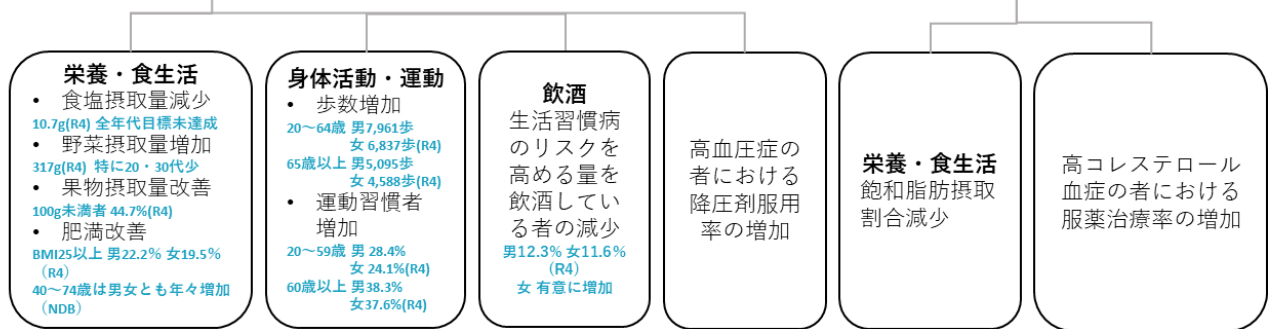 栄養・食生活
• 食塩摂取量減少
10.7g(R4) 全年代目標未達成
• 野菜摂取量増加
317g(R4) 特に20・30代少
• 果物摂取量改善
100g未満者 44.7%(R4)
• 肥満改善
BMI25以上 男22.2% 女19.5%
（R4）
40～74歳は男女とも年々増加
（NDB）
身体活動・運動
• 歩数増加
20～64歳 男7,961歩
女 6,837歩(R4)
65歳以上 男5,095歩
女 4,588歩(R4)
• 運動習慣者
増加
20～59歳 男 28.4%
女 24.1%(R4)
60歳以上 男38.3%
女37.6%(R4)
飲酒
生活習慣病
のリスクを
高める量を
飲酒してい
る者の減少
男12.3% 女11.6%
（R4）
女 有意に増加
高血圧症の
者における
降圧剤服用
率の増加
栄養・食生活
飽和脂肪摂取
割合減少
高コレステロール
血症の者における
服薬治療率の増加